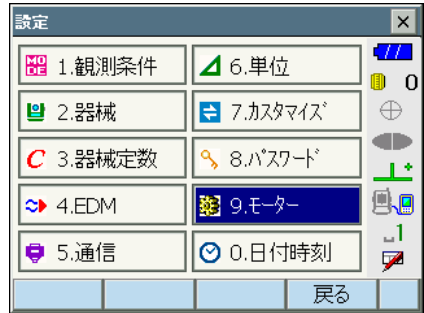 設定
MODE 1.観測条件
2.器械
C 3.器械定数
4.EDM
5.通信
6.単位
7.ｶｽﾀﾏｲｽﾞ
8.ﾊﾟｽﾜｰﾄﾞ
9.ﾓｰﾀｰ
0.日付時刻
0
1
戻る